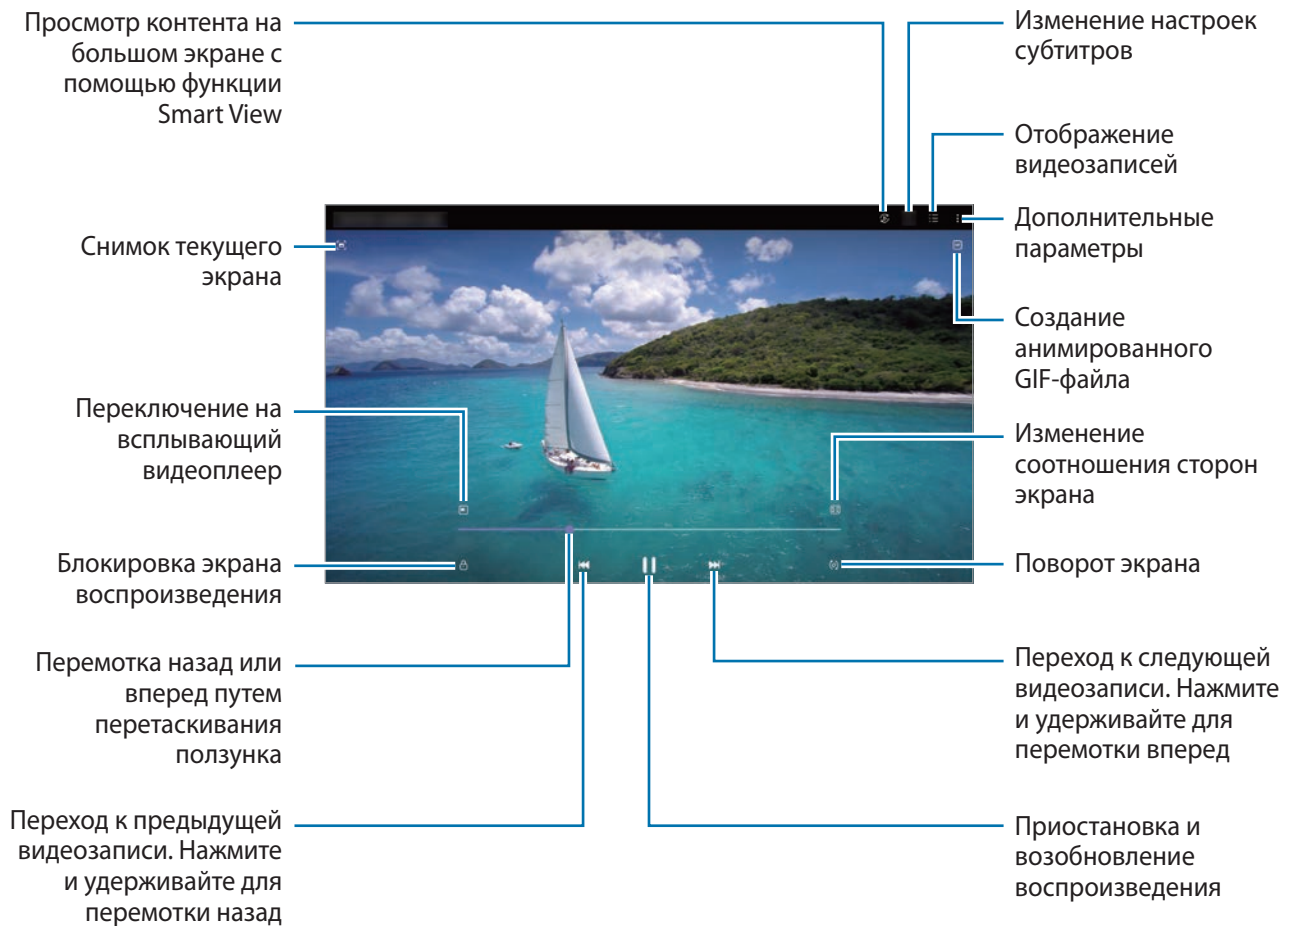 Просмотр контента на
большом экране с
помощью функции
Smart View
Снимок текущего
экрана
Переключение на
всплывающий
видеоплеер
Блокировка экрана
воспроизведения
Перемотка назад или
вперед путем
перетаскивания
ползунка
Переход к предыдущей
видеозаписи. Нажмите
и удерживайте для
перемотки назад
Изменение настроек
субтитров
Отображение
видеозаписей
Дополнительные
параметры
Создание
анимированного
GIF-файла
Изменение
соотношения сторон
экрана
Поворот экрана
Переход к следующей
видеозаписи. Нажмите
и удерживайте для
перемотки вперед
Приостановка и
возобновление
воспроизведения